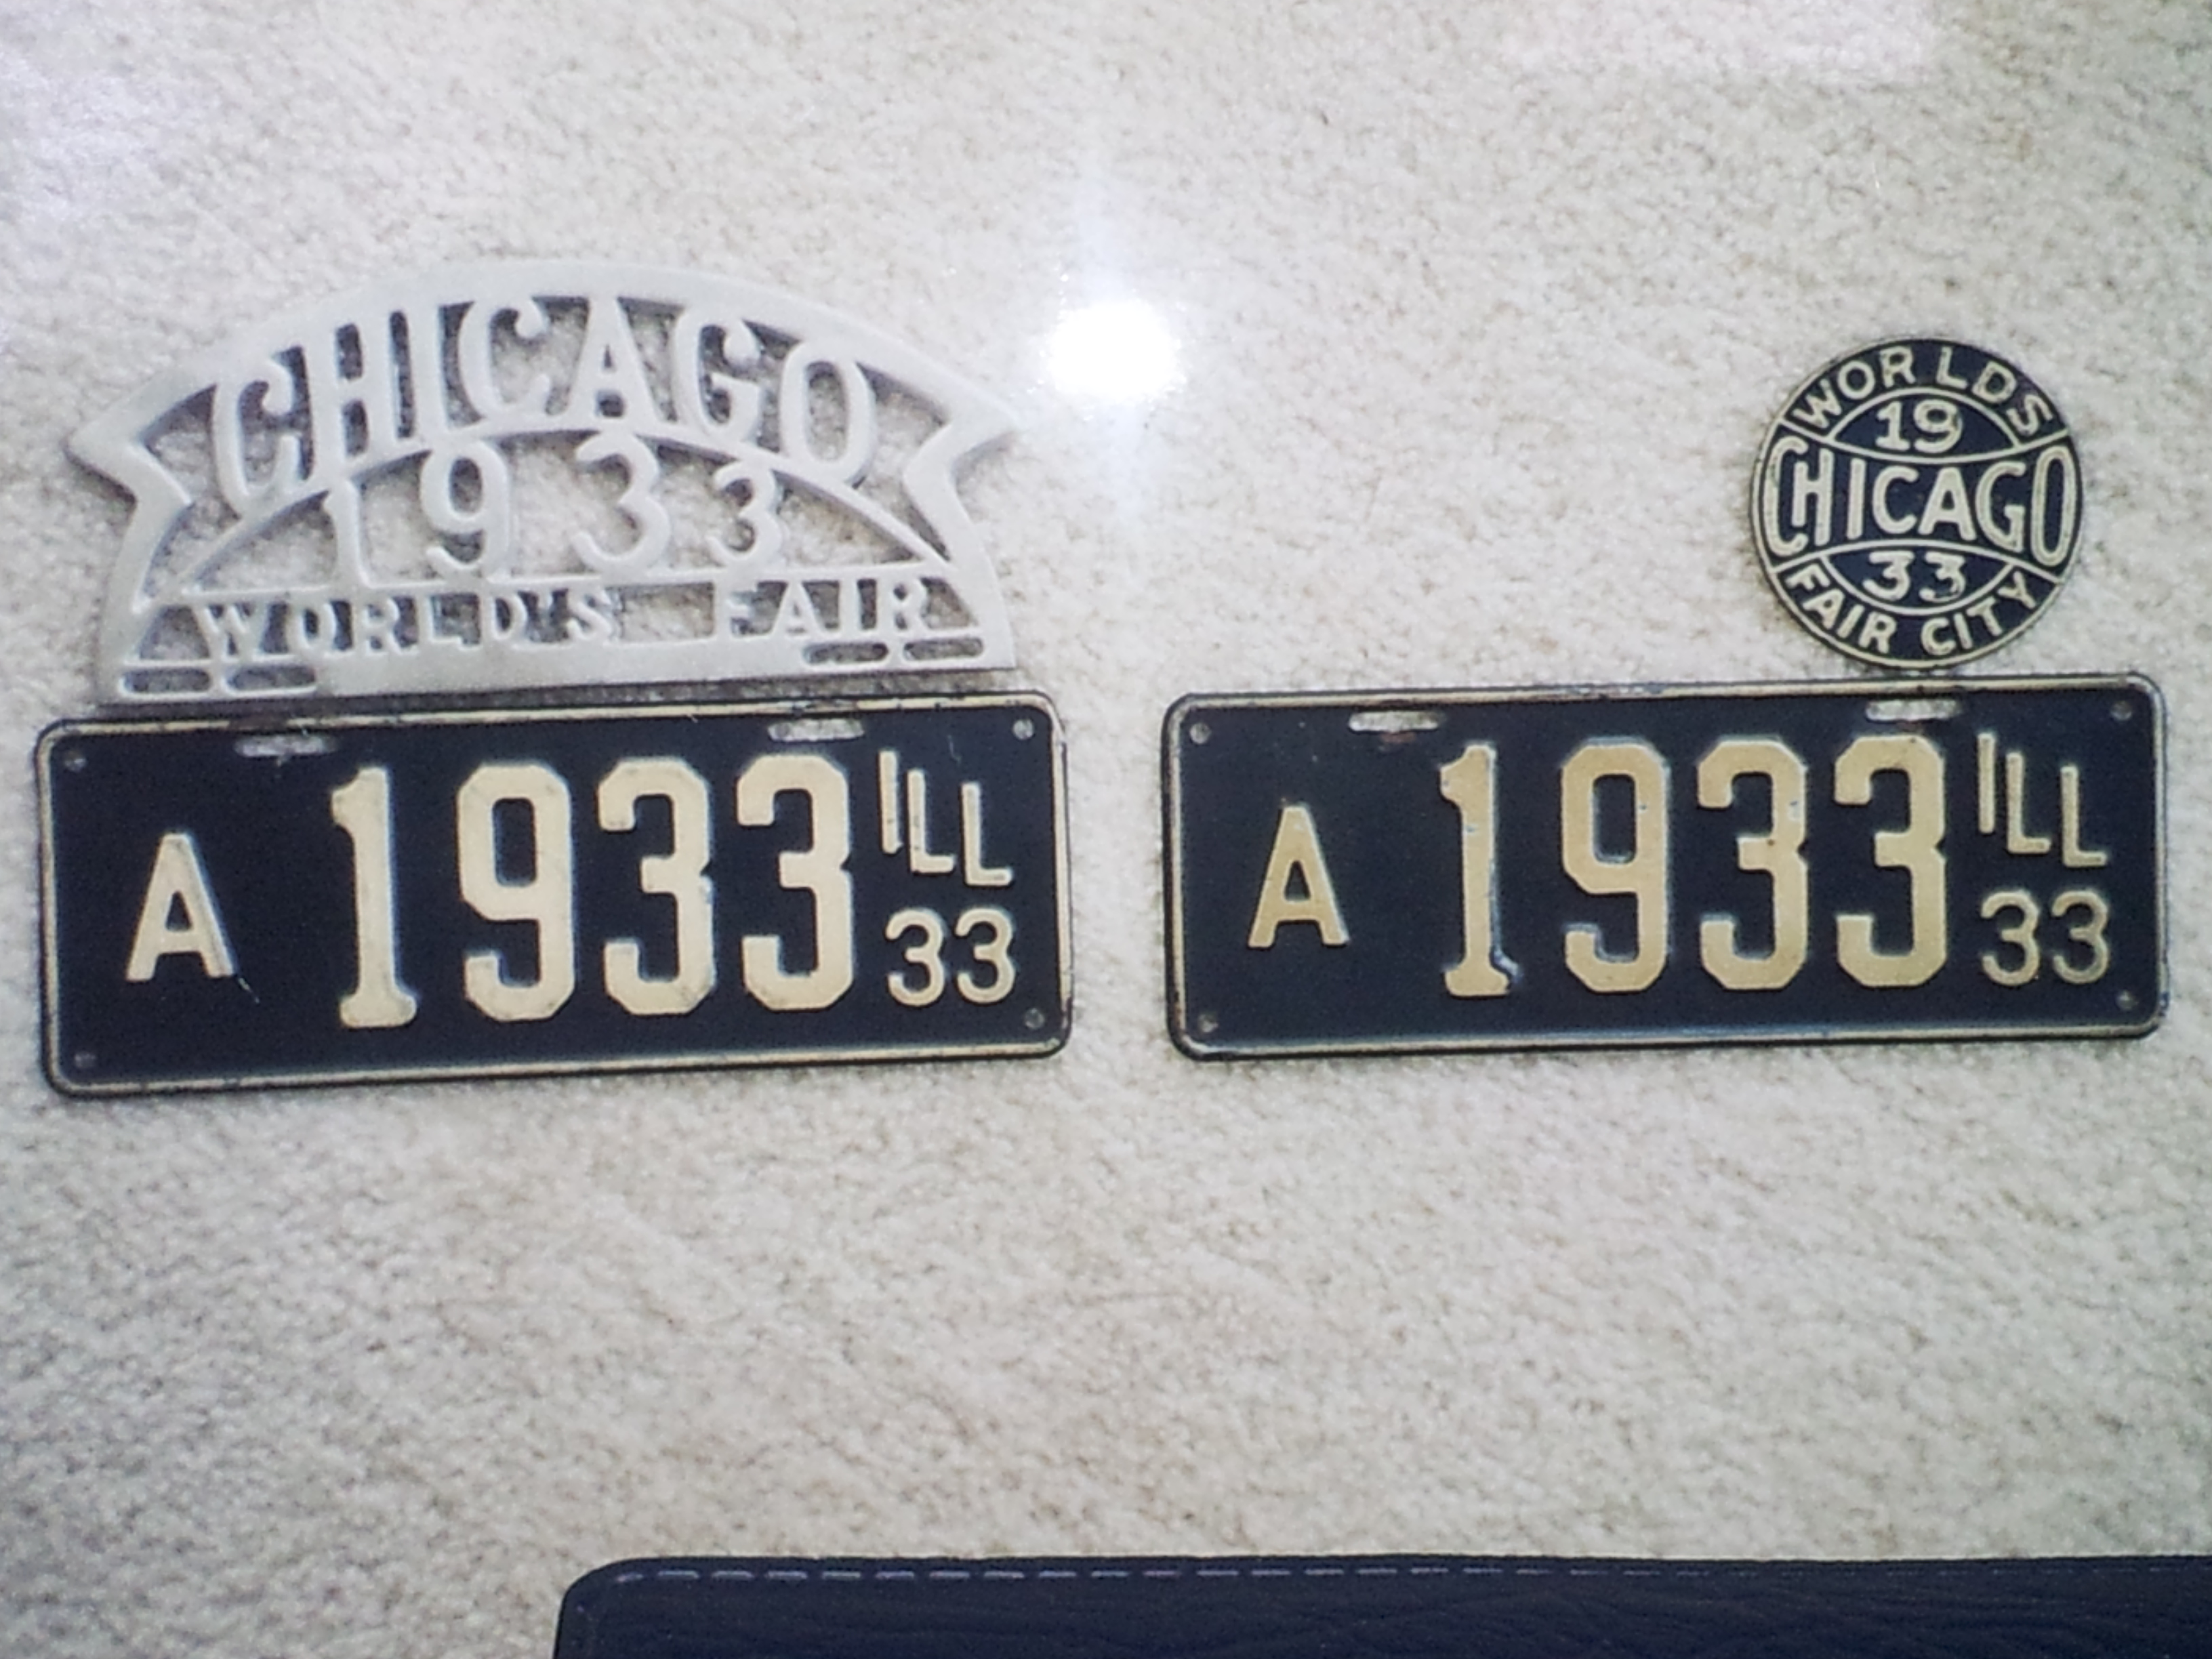 CHICAGO
1933
WORLD'S FAIR
A 1933 ILL
33
WORLDS
19
CHICAGO
33
FAIR CITY
A 1933 ILL
33